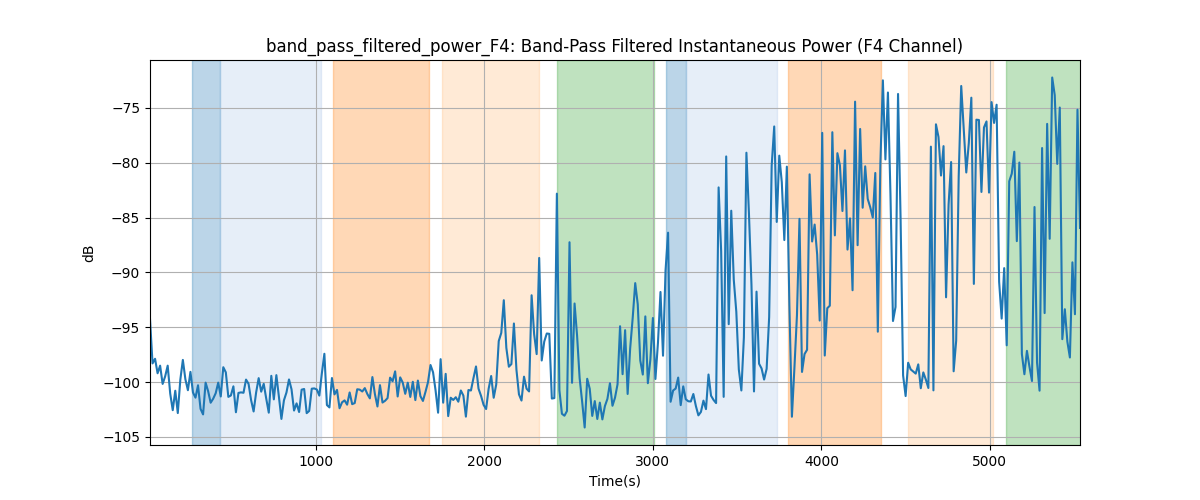 band_pass_filtered_power_F4: Band-Pass Filtered Instantaneous Power (F4 Channel)
−75
−80
−85
−90
−95
−100
−105
dB
1000 2000 3000 4000 5000
Time(s)